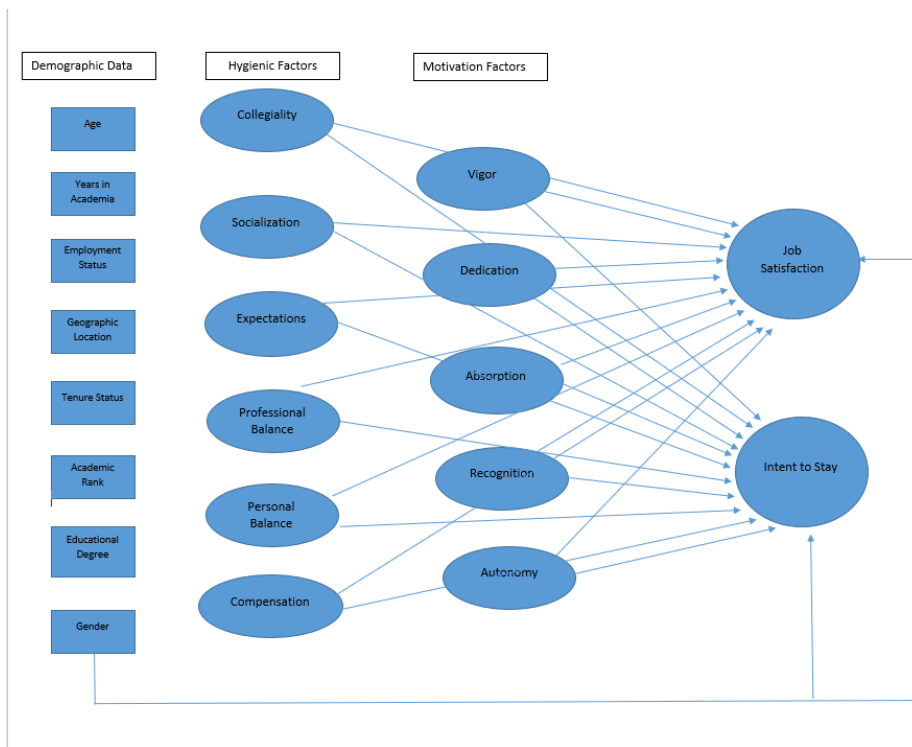 Demographic Data
Hygienic Factors
Motivation Factors
Age
Years in
Academia
Employment
Status
Geographic
Location
Tenure Status
Academic
Rank
Educational
Degree
Gender
Collegiality
Socialization
Expectations
Professional
Balance
Personal
Balance
Compensation
Vigor
Dedication
Absorption
Recognition
Autonomy
Job
Satisfaction
Intent to Stay